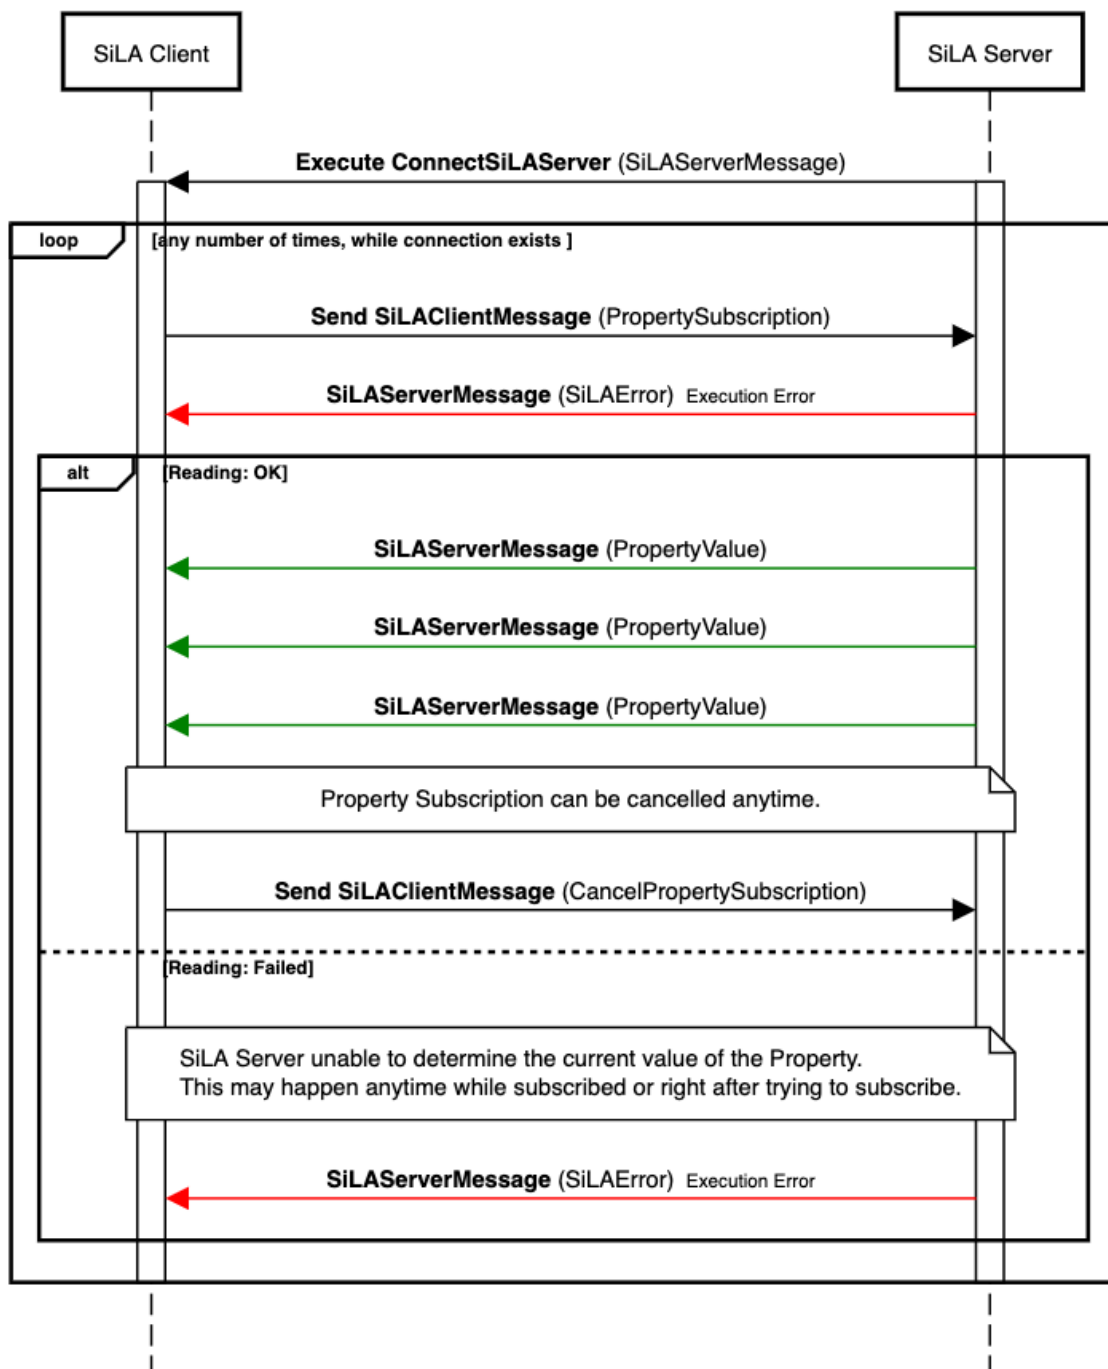 SiLA Client
SiLA Server
Execute ConnectSiLAServer (SiLAServerMessage)
loop
[any number of times, while connection exists ]
Send SiLAClientMessage (PropertySubscription)
SiLAServerMessage (SiLAError) Execution Error
alt
[Reading: OK]
SiLAServerMessage (PropertyValue)
SiLAServerMessage (PropertyValue)
SiLAServerMessage (PropertyValue)
Property Subscription can be cancelled anytime.
Send SiLAClientMessage (CancelPropertySubscription)
[Reading: Failed]
SiLA Server unable to determine the current value of the Property.
This may happen anytime while subscribed or right after trying to subscribe.
SiLAServerMessage (SiLAError) Execution Error